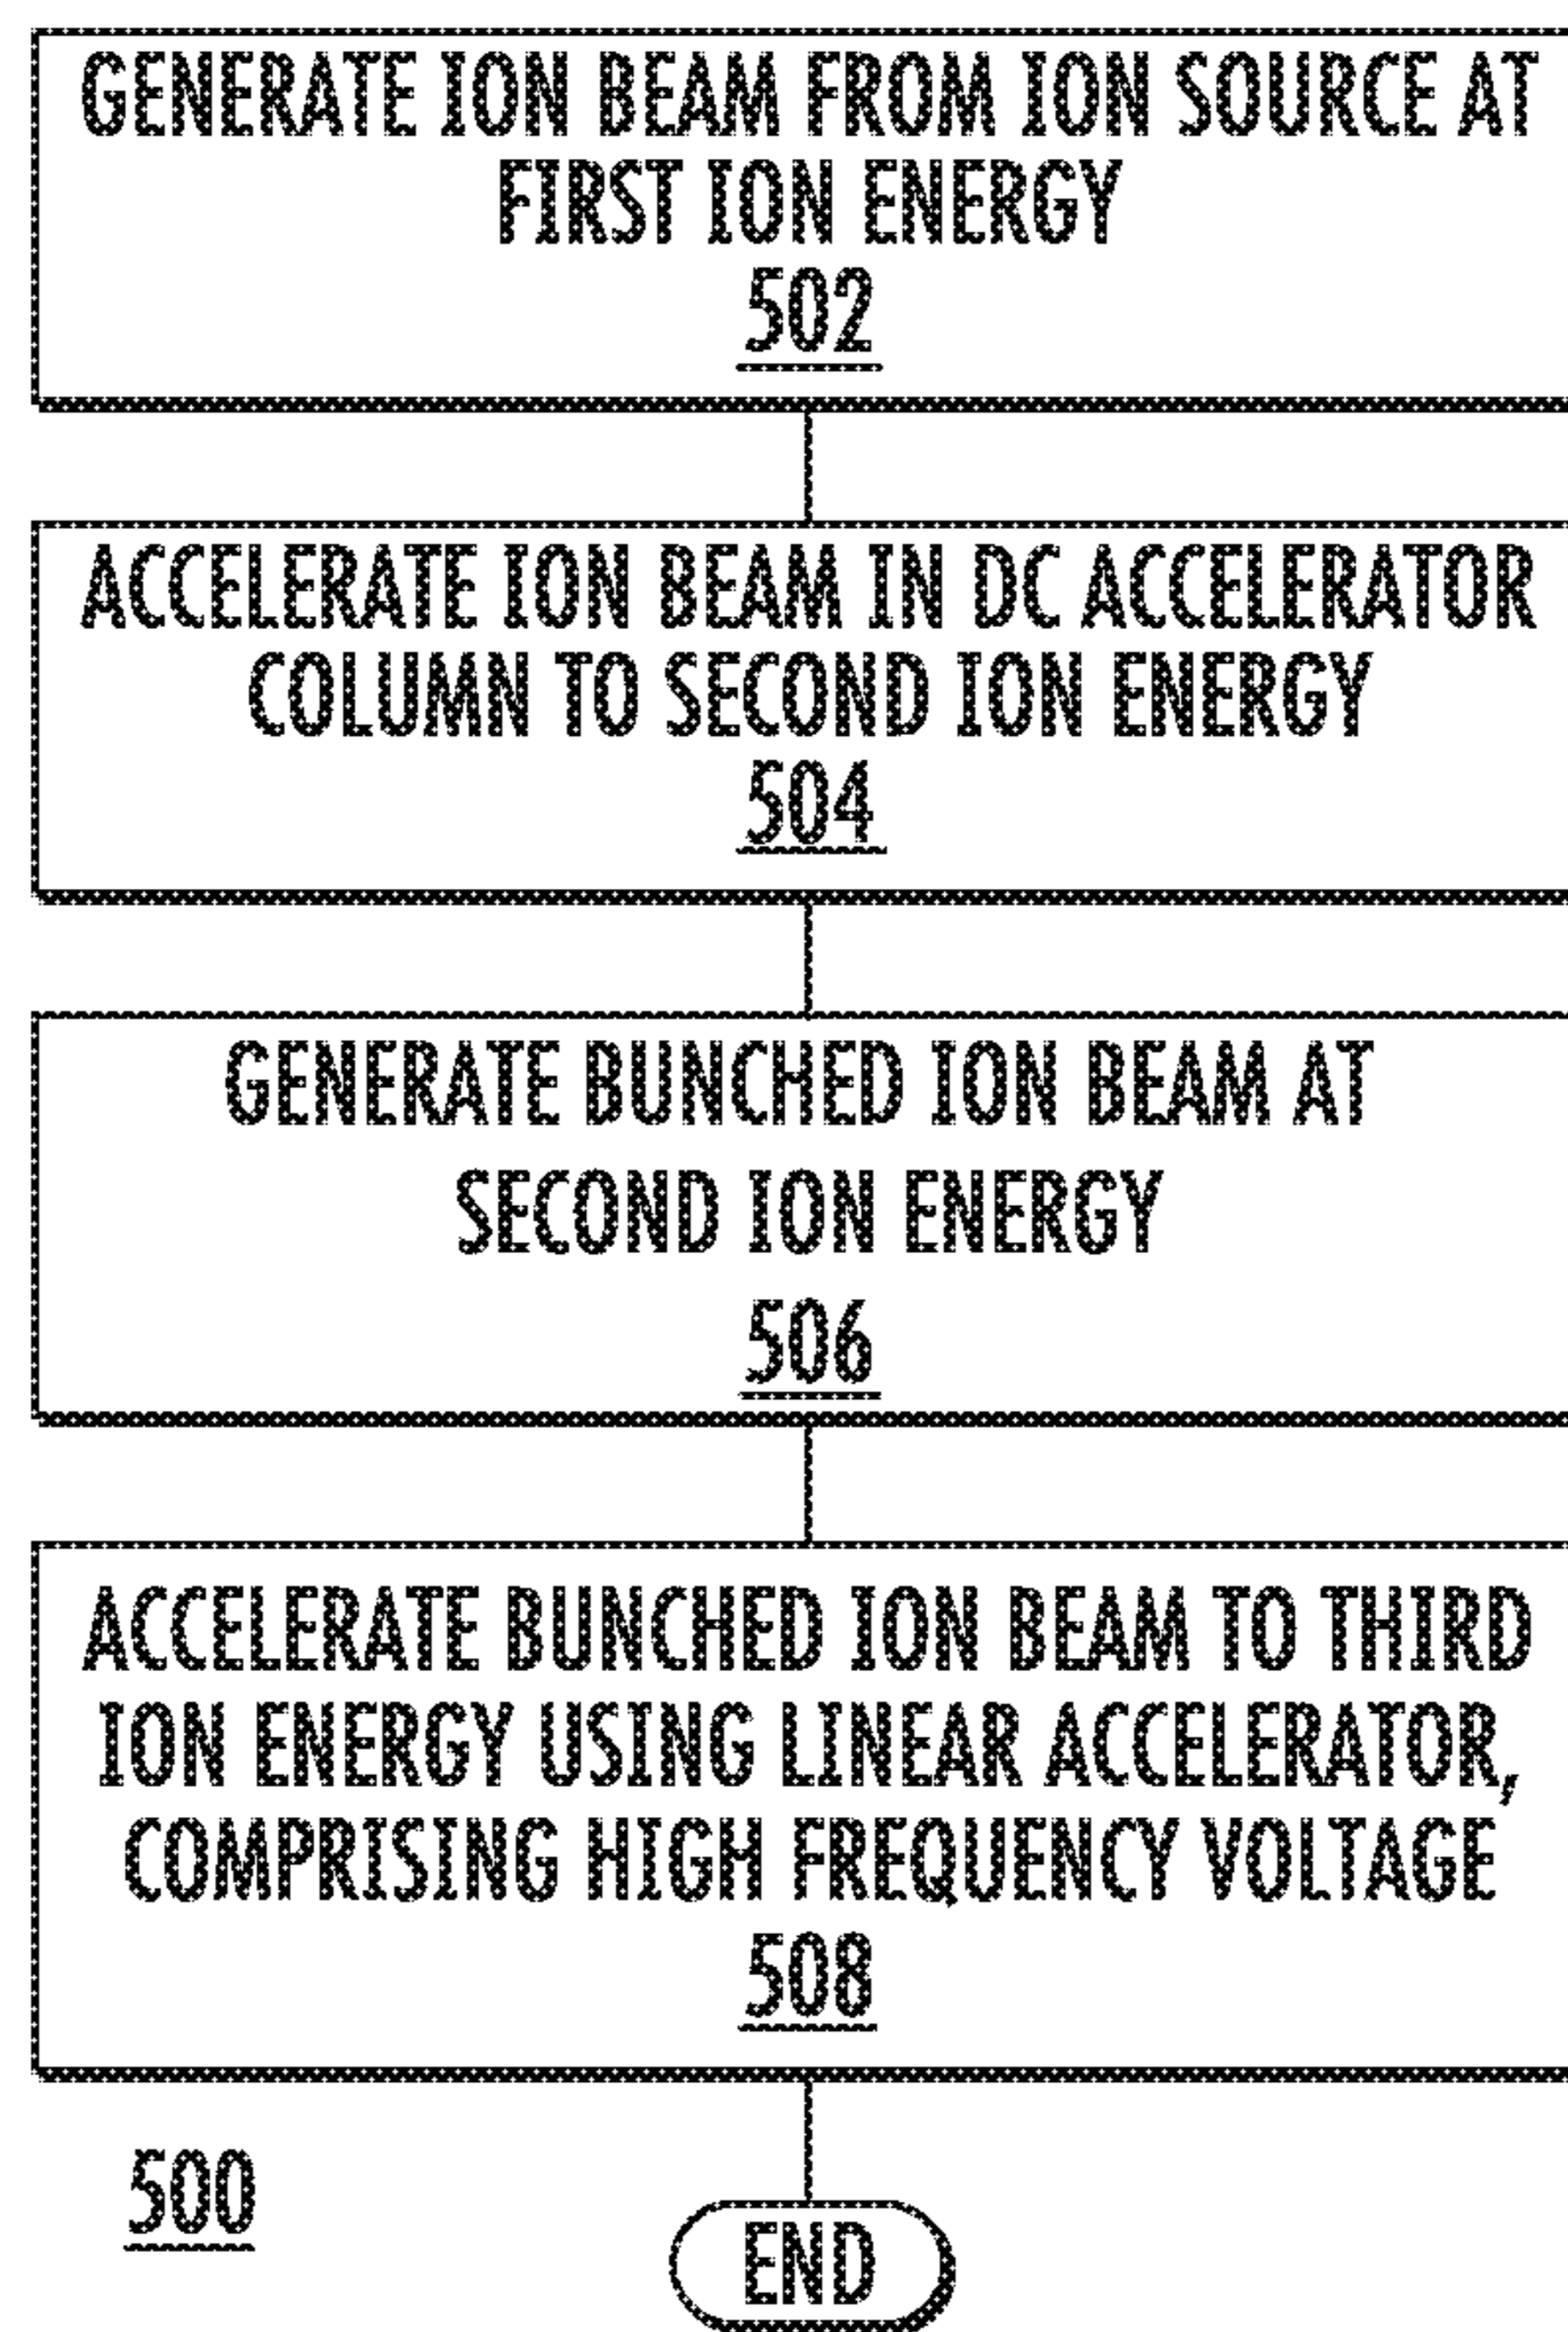 GENERATE ION BEAM FROM ION SOURCE AT
FIRST ION ENERGY
502
ACCELERATE ION BEAM IN DC ACCELERATOR
COLUMN TO SECOND ION ENERGY
504
GENERATE BUNCHED ION BEAM AT
SECOND ION ENERGY
506
ACCELERATE BUNCHED ION BEAM TO THIRD
ION ENERGY USING LINEAR ACCELERATOR,
COMPRISING HIGH FREQUENCY VOLTAGE
508
500
END